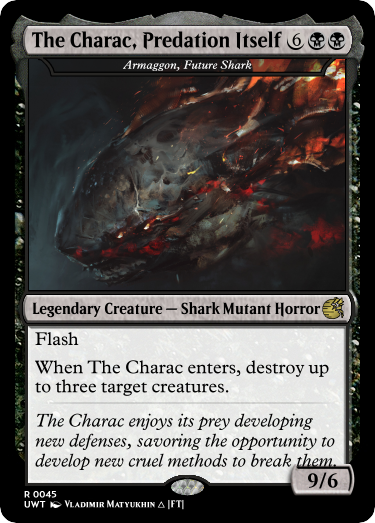 The Charac, Predation Itself 6
Armaggon, Future Shark
Legendary Creature — Shark Mutant Horror
Flash
When The Charac enters, destroy up
to three target creatures.
The Charac enjoys its prey developing
new defenses, savoring the opportunity to
develop new cruel methods to break them.
9/6
R 0045
UWT Vladimir Matyukhin △ |FT|